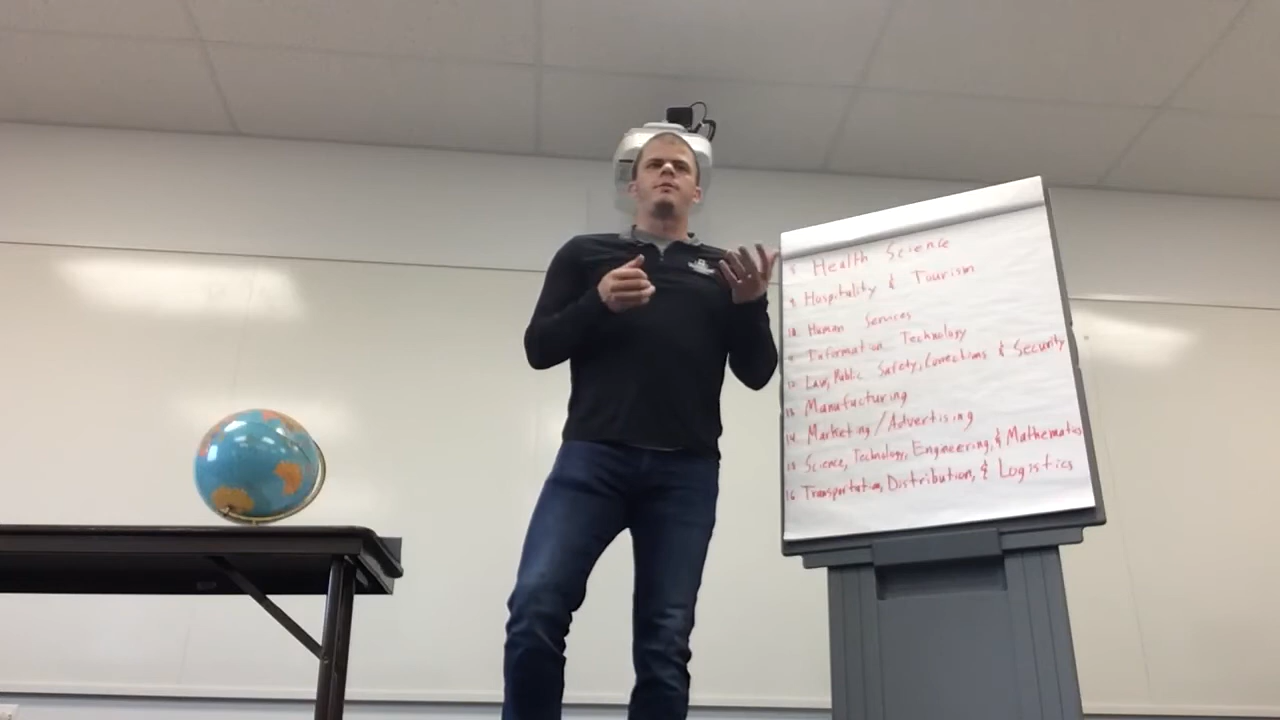 8. Health Science
9. Hospitality & Tourism
10. Human Services
11. Information Technology
12. Law, Public Safety, Corrections & Security
13. Manufacturing
14. Marketing/Advertising
15. Science, Technology, Engineering, & Mathematics
16. Transportation, Distribution, & Logistics